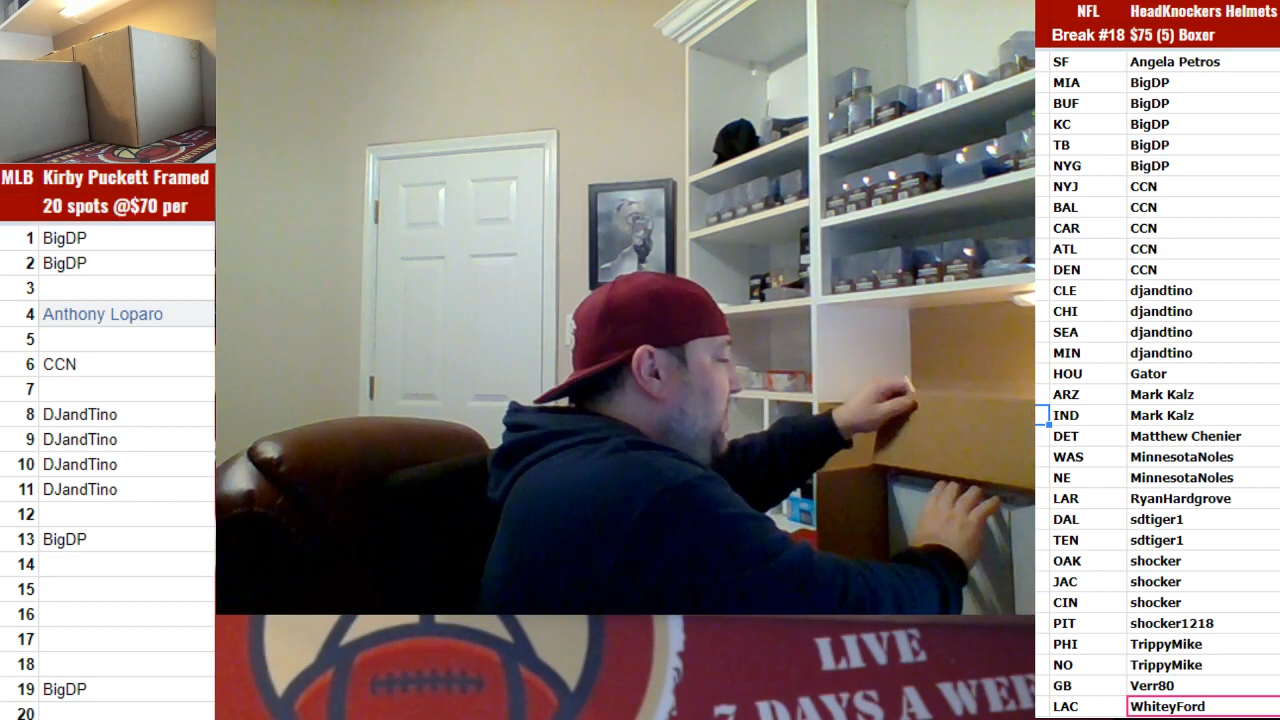 MLB Kirby Puckett Framed
20 spots @$70 per
1 BigDP
2 BigDP
3
4 Anthony Loparo
5
6 CCN
7
8 DJandTino
9 DJandTino
10 DJandTino
11 DJandTino
12
13 BigDP
14
15
16
17
18
19 BigDP
20
LIVE
7 DAYS A WEE
NFL HeadKnockers Helmets
Break #18 $75 (5) Boxer
SF Angela Petros
MIA BigDP
BUF BigDP
KC BigDP
TB BigDP
NYG BigDP
NYJ CCN
BAL CCN
CAR CCN
ATL CCN
DEN CCN
CLE djandtino
CHI djandtino
SEA djandtino
MIN djandtino
HOU Gator
ARZ Mark Kalz
IND Mark Kalz
DET Matthew Chenier
WAS MinnesotaNoles
NE MinnesotaNoles
LAR RyanHardgrove
DAL sdtiger1
TEN sdtiger1
OAK shocker
JAC shocker
CIN shocker
PIT shocker1218
PHI TrippyMike
NO TrippyMike
GB Verr80
LAC WhiteyFord